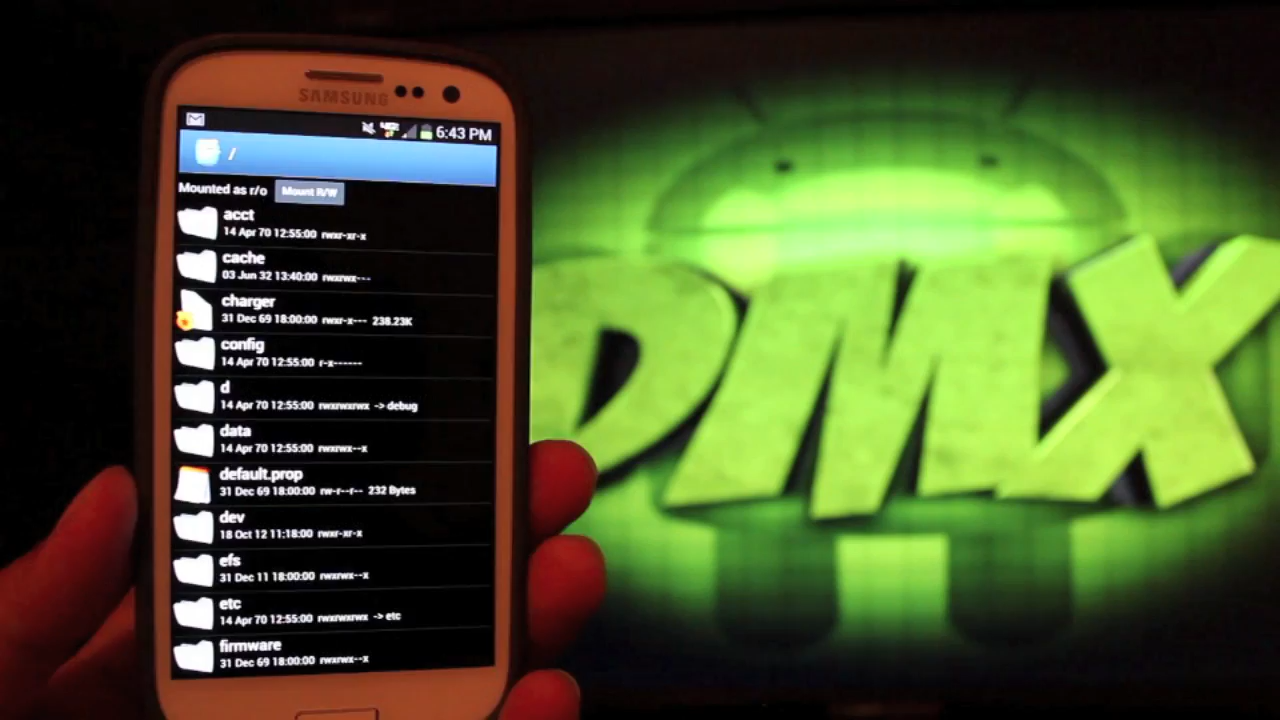 SAMSUNG
6:43 PM
/
Mounted as r/o Mount R/W
acct
14 Apr 70 12:55:00 rwxr-xr-x
cache
03 Jun 32 13:40:00 rwxrwx---
charger
31 Dec 69 18:00:00 rwxr-x--- 238.23K
config
14 Apr 70 12:55:00 r-x------
d
14 Apr 70 12:55:00 rwxrwxrwx -> debug
data
14 Apr 70 12:55:00 rwxrwx--x
default.prop
31 Dec 69 18:00:00 rw-r--r-- 232 Bytes
dev
18 Oct 12 11:18:00 rwxr-xr-x
efs
31 Dec 11 18:00:00 rwxrwx--x
etc
14 Apr 70 12:55:00 rwxrwxrwx -> etc
firmware
31 Dec 69 18:00:00 rwxrwx--x
DMX